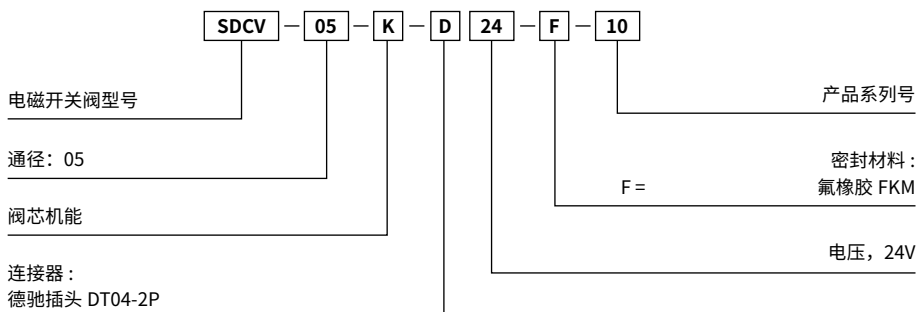 SDCV — 05 — K — D 24 — F — 10
电磁开关阀型号
产品系列号
通径：05
密封材料：
F = 氟橡胶 FKM
阀芯机能
电压，24V
连接器：
德驰插头 DT04-2P